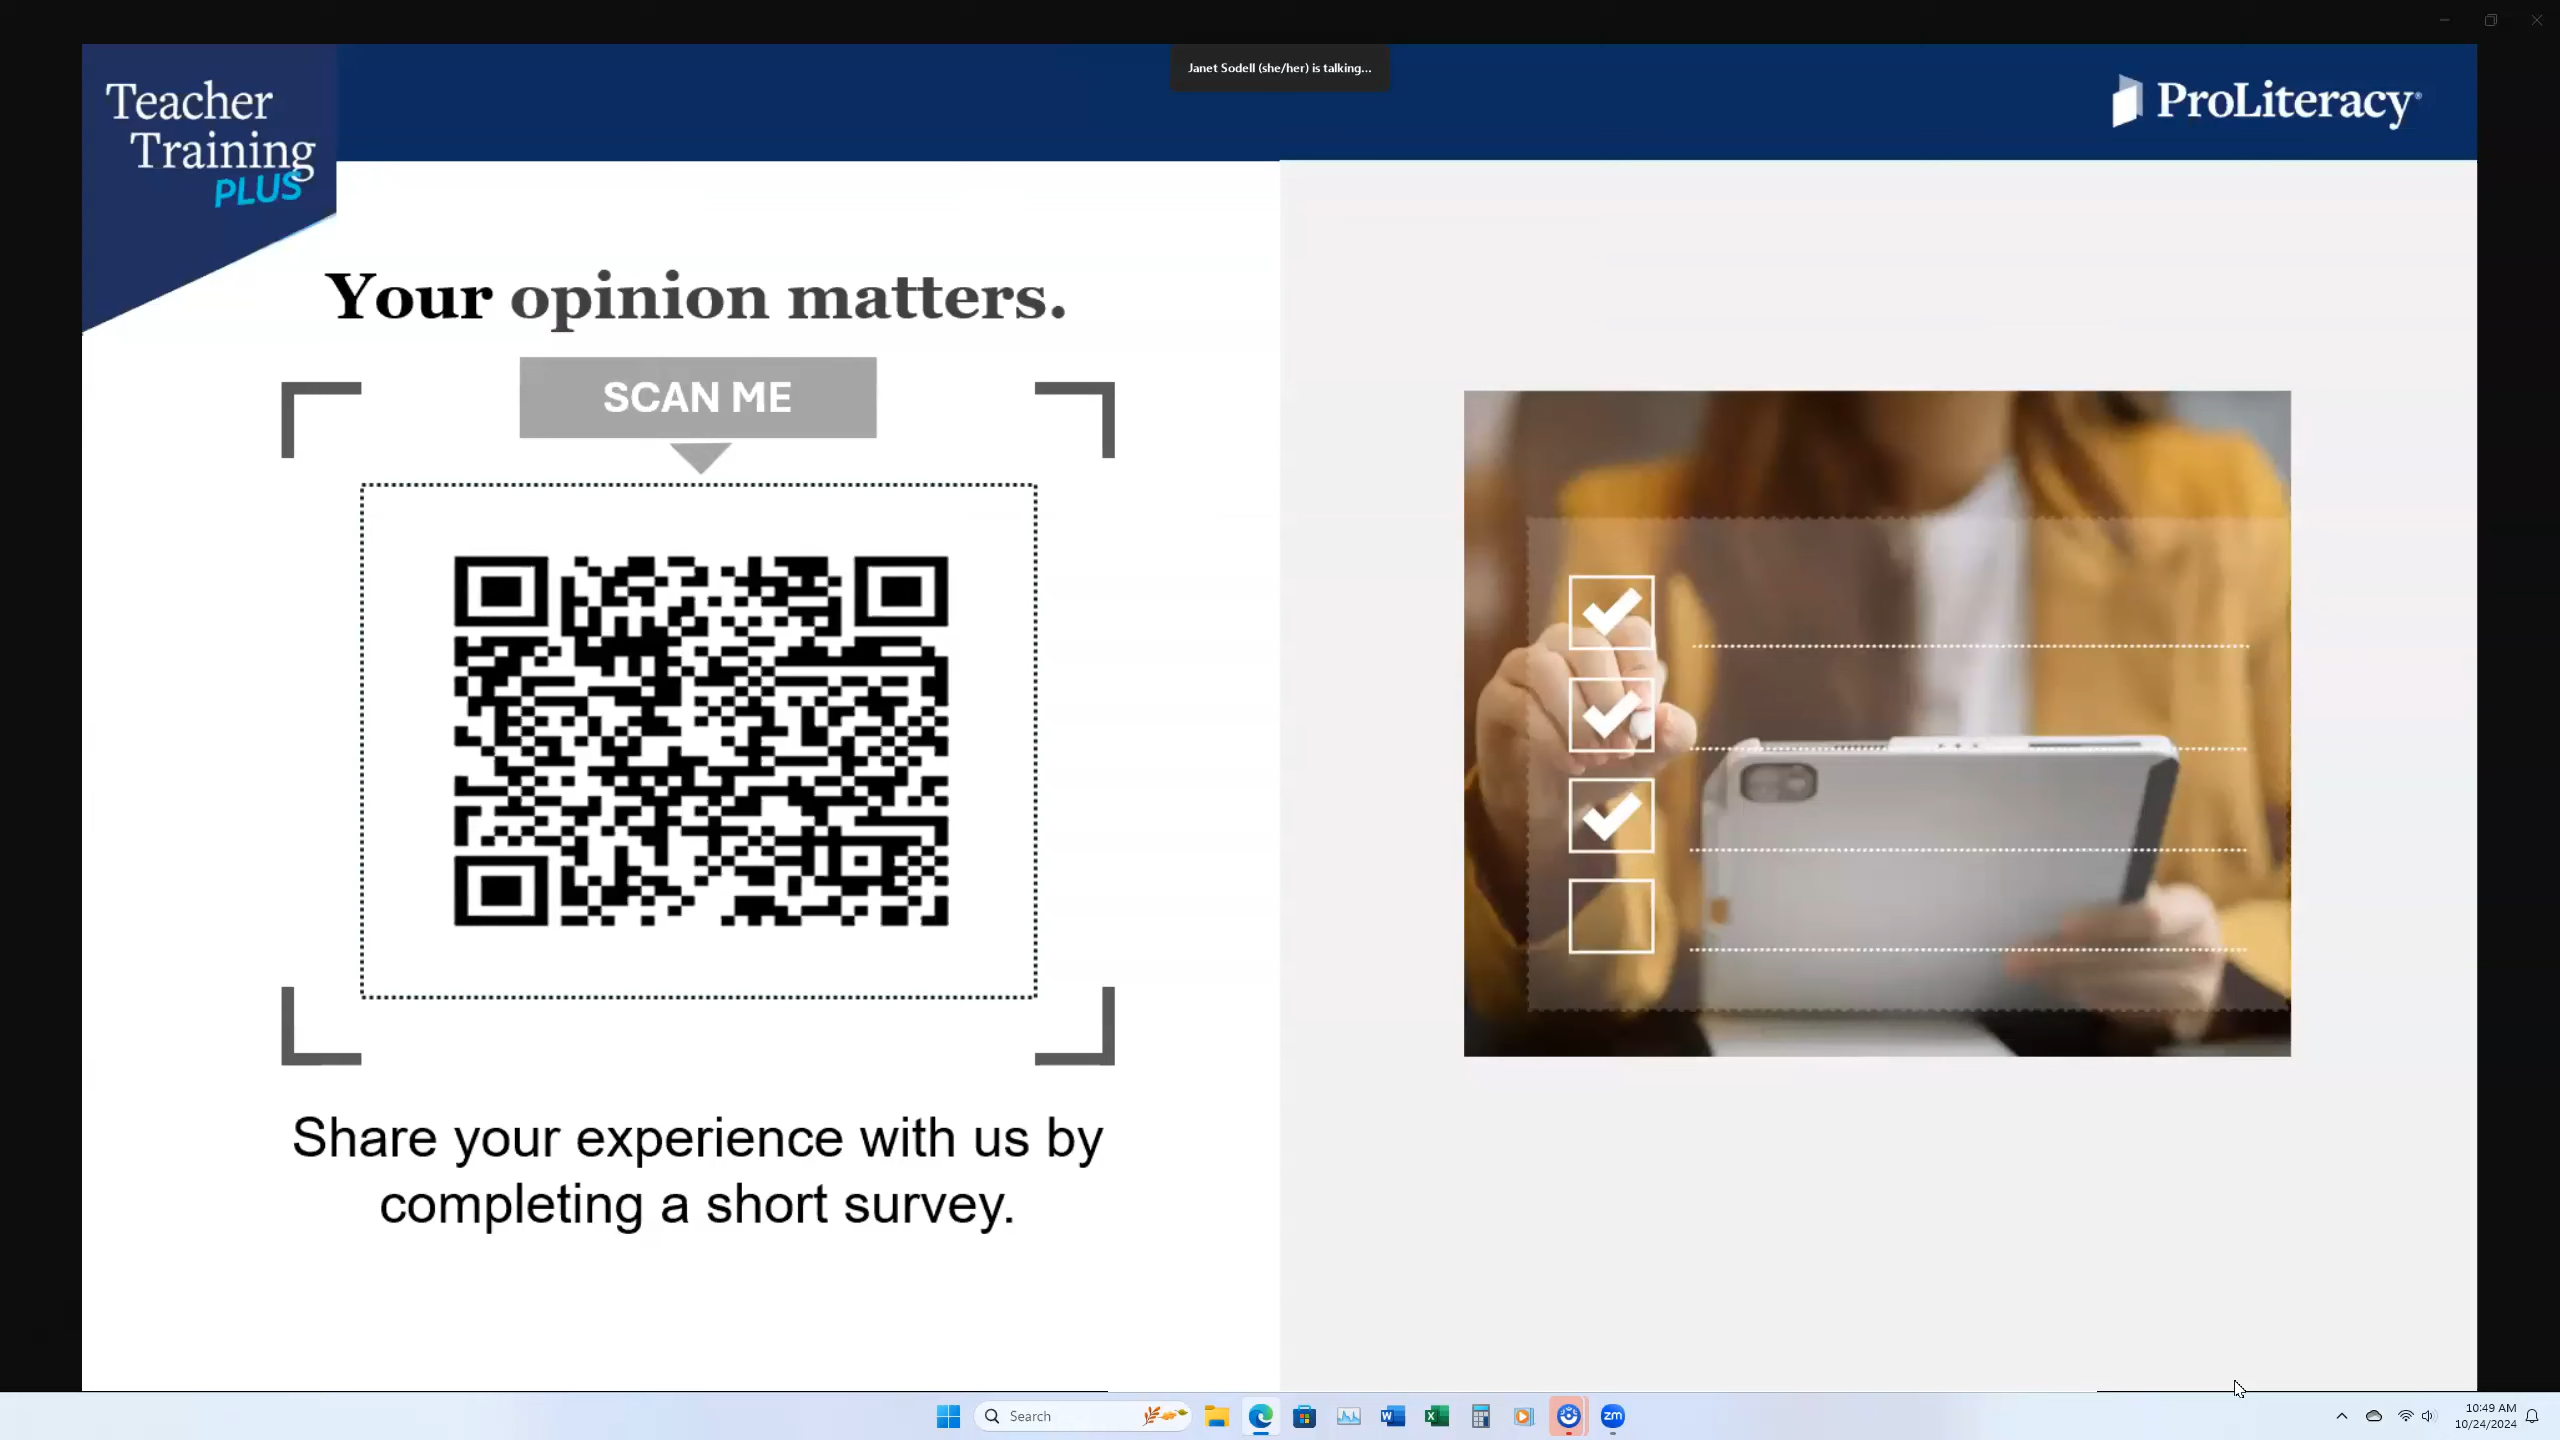 Janet Sodell (she/her) is talking...
Teacher
Training
PLUS
ProLiteracy®
Your opinion matters.
SCAN ME
Share your experience with us by
completing a short survey.
Search
zm
10:49 AM
10/24/2024